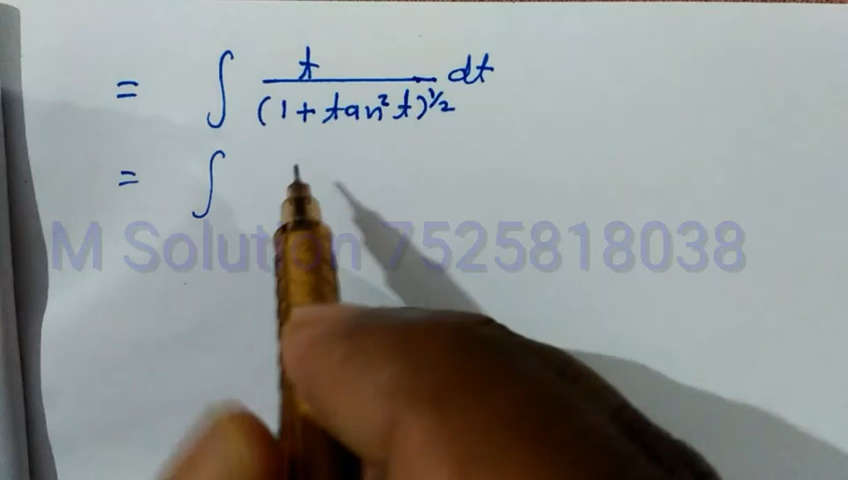 = ∫ t/(1+tan²t)^1/2 dt
= ∫
M Solution 7525818038